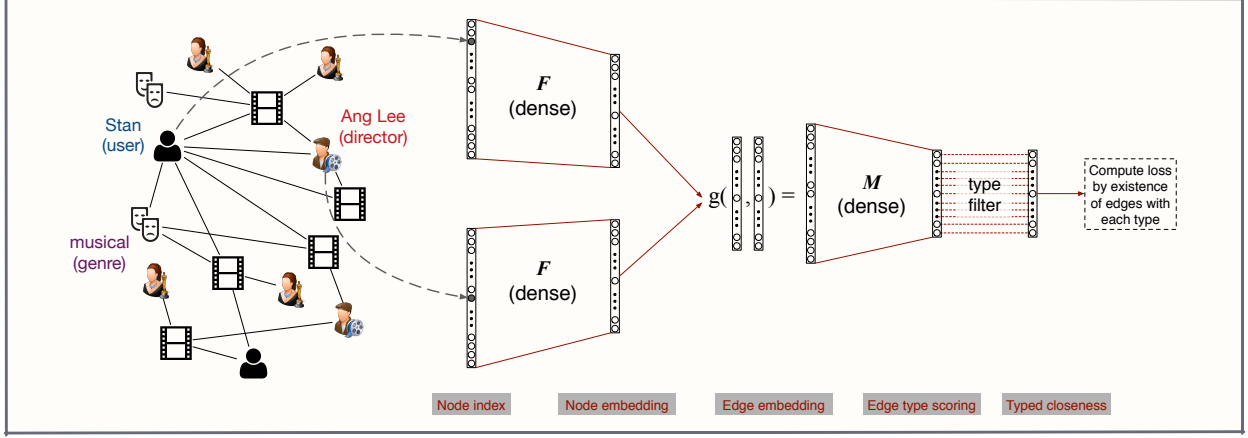 Stan
(user)
Ang Lee
(director)
musical
(genre)
F
(dense)
F
(dense)
g( , ) =
M
(dense)
type
filter
Compute loss
by existence
of edges with
each type
Node index
Node embedding
Edge embedding
Edge type scoring
Typed closeness